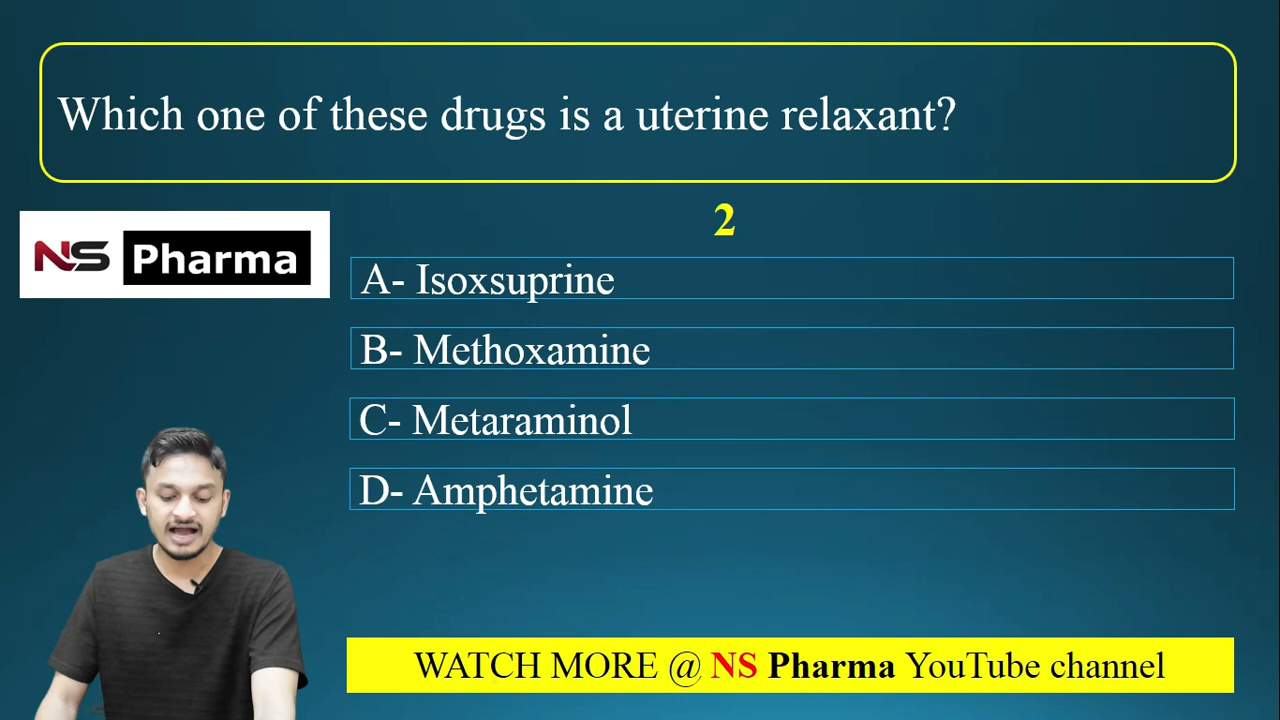 Which one of these drugs is a uterine relaxant?
2
NS Pharma
A- Isoxsuprine
B- Methoxamine
C- Metaraminol
D- Amphetamine
WATCH MORE @ NS Pharma YouTube channel